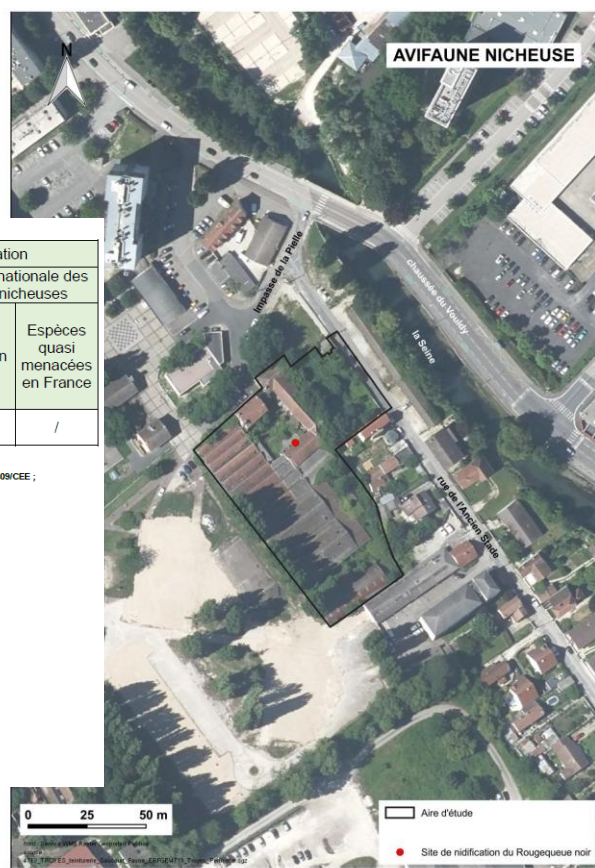 AVIFAUNE NICHEUSE
N
ation
nationale des
nicheuses
n
Espèces
quasi
menacées
en France
/
09/CEE ;
Impasse de la Pielle
chaussée du Vouldy
la Seine
rue de l'Ancien Stade
0 25 50 m
Aire d'étude
Site de nidification du Rougequeue noir